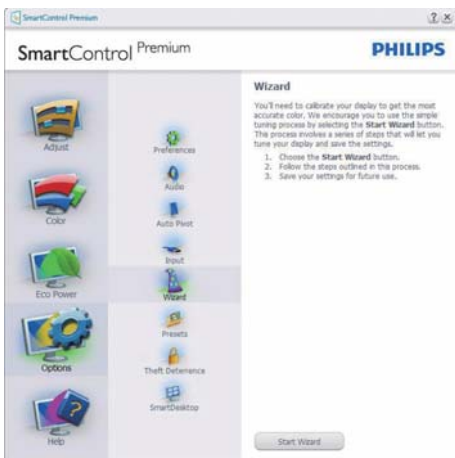 SmartControl Premium
SmartControl Premium
PHILIPS
Adjust
Color
Eco Power
Options
Help
Preferences
Audio
Auto Pivot
Input
Wizard
Presets
Theft Deterrence
SmartDesktop
Wizard
You'll need to calibrate your display to get the most
accurate color. We encourage you to use the simple
tuning process by selecting the Start Wizard button.
This process involves a series of steps that will let you
tune your display and save the settings.
1. Choose the Start Wizard button.
2. Follow the steps outlined in the process.
3. Save your settings for future use.
Start Wizard